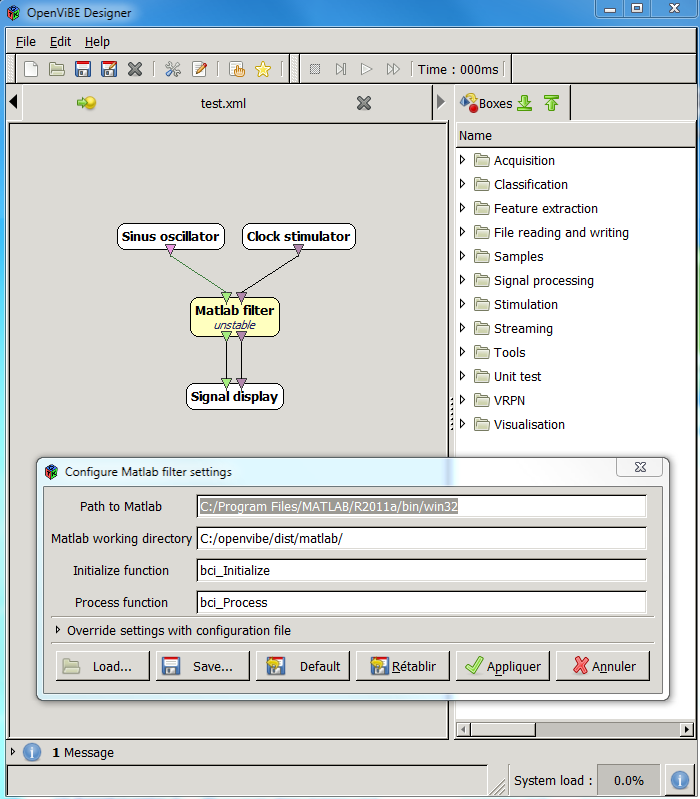 OpenViBE Designer
File Edit Help
Time : 000ms
test.xml
Boxes
Name
Acquisition
Classification
Feature extraction
File reading and writing
Samples
Signal processing
Stimulation
Streaming
Tools
Unit test
VRPN
Visualisation
Sinus oscillator
Clock stimulator
Matlab filter
unstable
Signal display
Configure Matlab filter settings
Path to Matlab C:/Program Files/MATLAB/R2011a/bin/win32
Matlab working directory C:/openvibe/dist/matlab/
Initialize function bci_Initialize
Process function bci_Process
Override settings with configuration file
Load... Save... Default Rétablir Appliquer Annuler
1 Message
System load : 0.0%